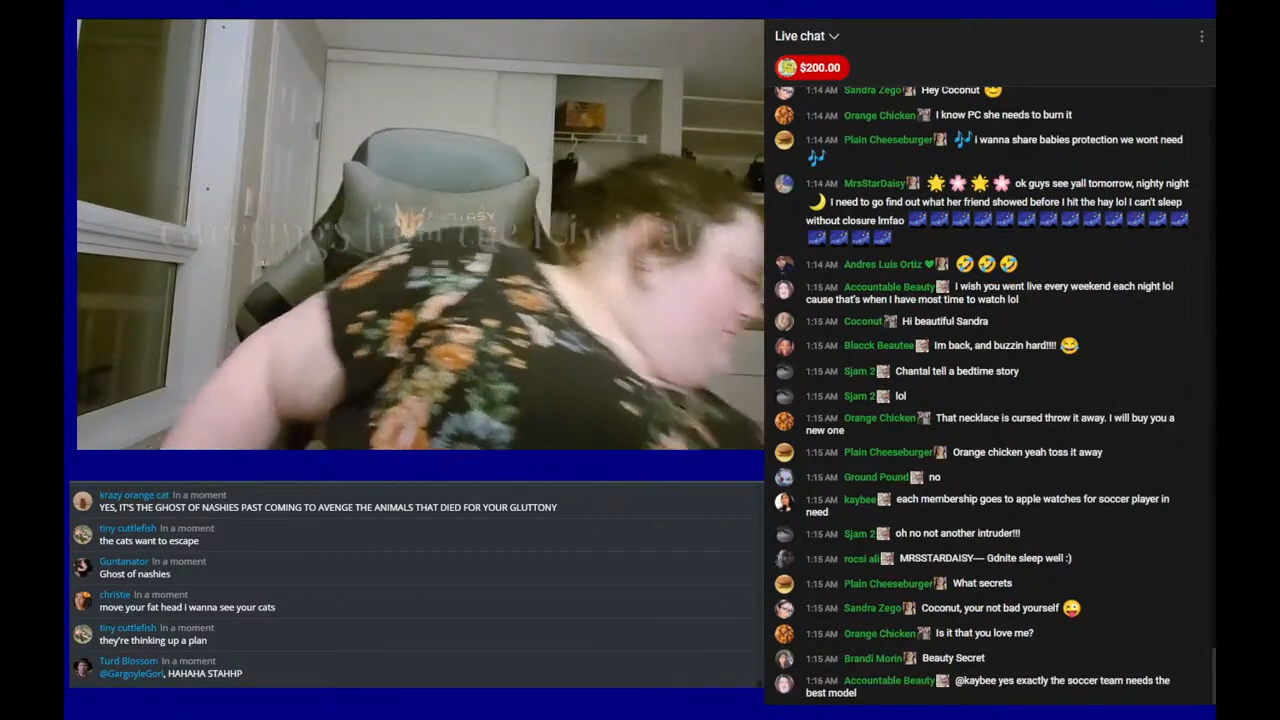 FANTASY
Greetings from the Kiwi Farms
krazy orange cat In a moment
YES, IT'S THE GHOST OF NASHIES PAST COMING TO AVENGE THE ANIMALS THAT DIED FOR YOUR GLUTTONY
tiny cuttlefish In a moment
the cats want to escape
Guntanator In a moment
Ghost of nashies
christie In a moment
move your fat head i wanna see your cats
tiny cuttlefish In a moment
they're thinking up a plan
Turd Blossom In a moment
@GargoyleGorl, HAHAHA STAHHP
Live chat
$200.00
1:14 AM Sandra Zego Hey Coconut
1:14 AM Orange Chicken I know PC she needs to burn it
1:14 AM Plain Cheeseburger i wanna share babies protection we wont need
1:14 AM MrsStarDaisy ok guys see yall tomorrow, nighty night
I need to go find out what her friend showed before I hit the hay lol I can't sleep
without closure lmfao
1:14 AM Andres Luis Ortiz
1:15 AM Accountable Beauty I wish you went live every weekend each night lol
cause that's when I have most time to watch lol
1:15 AM Coconut Hi beautiful Sandra
1:15 AM Blacck Beautee Im back, and buzzin hard!!!!
1:15 AM Sjam 2 Chantal tell a bedtime story
1:15 AM Sjam 2 lol
1:15 AM Orange Chicken That necklace is cursed throw it away. I will buy you a
new one
1:15 AM Plain Cheeseburger Orange chicken yeah toss it away
1:15 AM Ground Pound no
1:15 AM kaybee each membership goes to apple watches for soccer player in
need
1:15 AM Sjam 2 oh no not another intruder!!!
1:15 AM rocsi ali MRSSTARDAISY— Gdnite sleep well :)
1:15 AM Plain Cheeseburger What secrets
1:15 AM Sandra Zego Coconut, your not bad yourself
1:15 AM Orange Chicken Is it that you love me?
1:15 AM Brandi Morin Beauty Secret
1:16 AM Accountable Beauty @kaybee yes exactly the soccer team needs the
best model